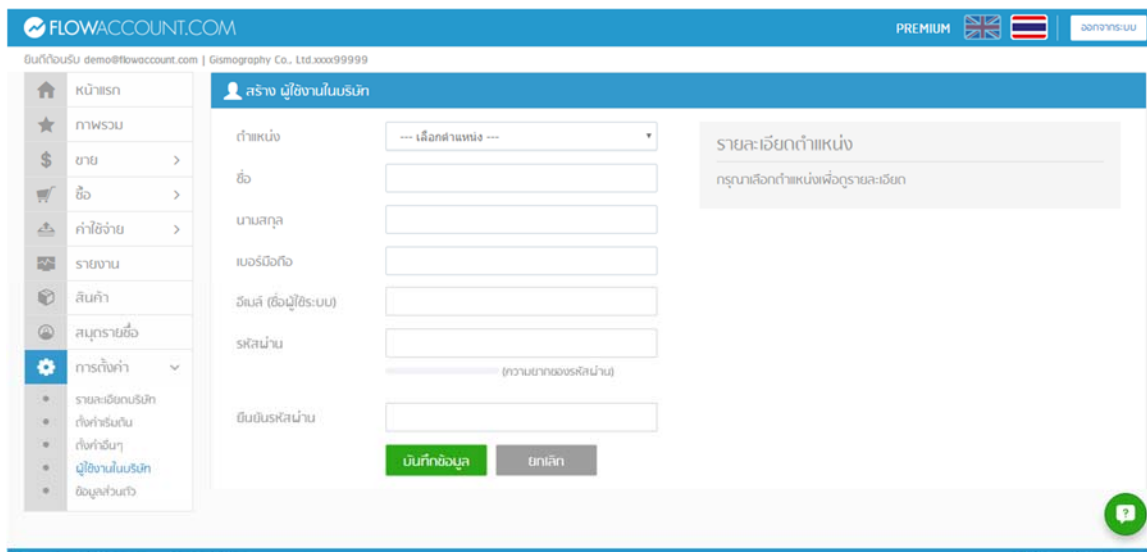 FLOWACCOUNT.COM
PREMIUM
ออกจากระบบ
ยินดีต้อนรับ demo@flowaccount.com | Gismography Co., Ltd.xxxx99999
หน้าแรก
ภาพรวม
ขาย
ซื้อ
ค่าใช้จ่าย
รายงาน
สินค้า
สมุดรายชื่อ
การตั้งค่า
รายละเอียดบริษัท
ตั้งค่าเริ่มต้น
ตั้งค่าอื่นๆ
ผู้ใช้งานในบริษัท
ข้อมูลส่วนตัว
สร้าง ผู้ใช้งานในบริษัท
ตำแหน่ง
--- เลือกตำแหน่ง ---
ชื่อ
นามสกุล
เบอร์มือถือ
อีเมล์ (ชื่อผู้ใช้ระบบ)
รหัสผ่าน
(ความยากของรหัสผ่าน)
ยืนยันรหัสผ่าน
บันทึกข้อมูล
ยกเลิก
รายละเอียดตำแหน่ง
กรุณาเลือกตำแหน่งเพื่อดูรายละเอียด